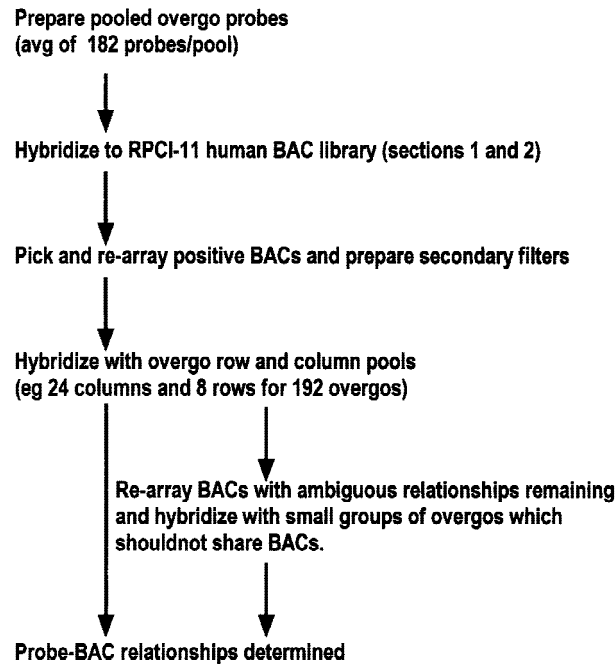 Prepare pooled overgo probes
(avg of 182 probes/pool)
Hybridize to RPCI-11 human BAC library (sections 1 and 2)
Pick and re-array positive BACs and prepare secondary filters
Hybridize with overgo row and column pools
(eg 24 columns and 8 rows for 192 overgos)
Re-array BACs with ambiguous relationships remaining
and hybridize with small groups of overgos which
shouldnot share BACs.
Probe-BAC relationships determined